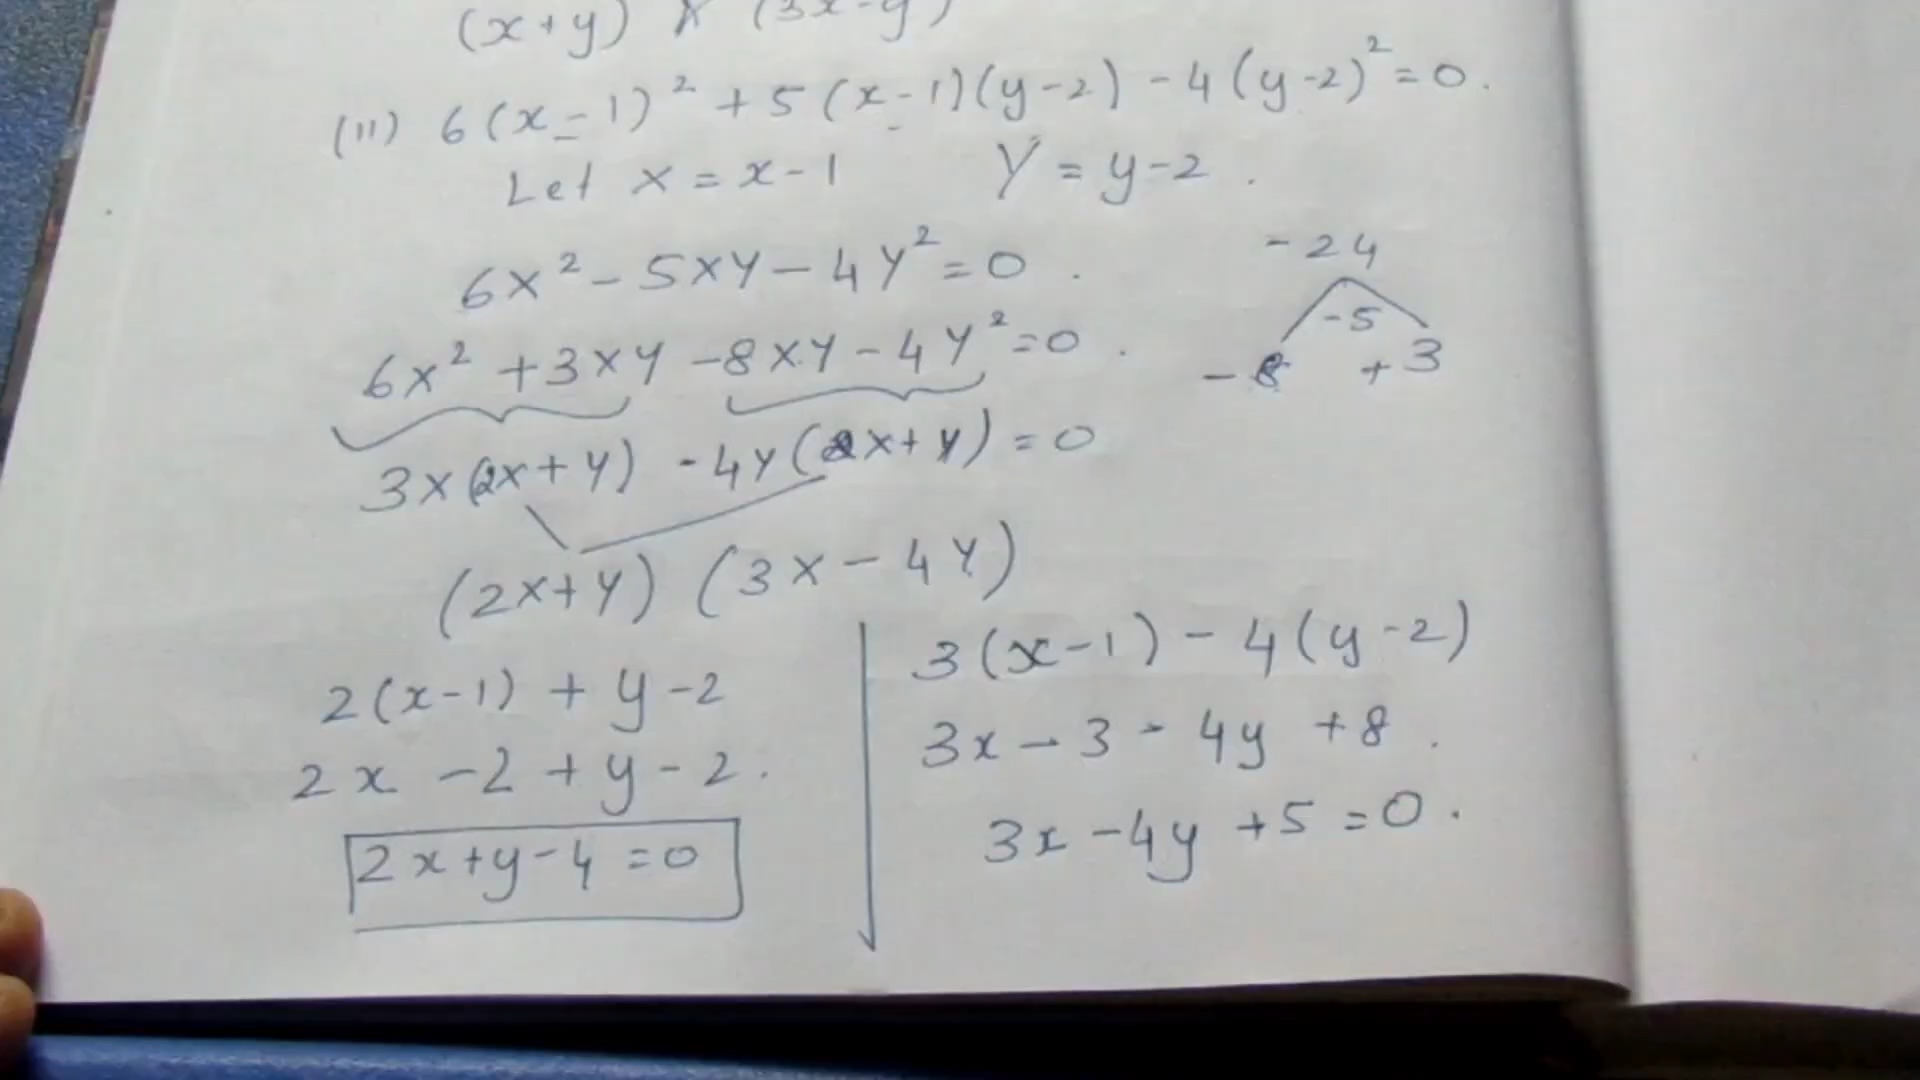 (x+y) (3x-y)
(11) 6(x-1)² + 5(x-1)(y-2) - 4(y-2)² = 0.
Let X = x-1 Y = y-2.
6X² - 5XY - 4Y² = 0.
-24
-5
-8 +3
6X² + 3XY - 8XY - 4Y² = 0.
3X(2X+Y) - 4Y(2X+Y) = 0
(2X+Y) (3X-4Y)
2(x-1) + y-2
2x -2 + y - 2.
2x+y-4 = 0
3(x-1) - 4(y-2)
3x - 3 - 4y + 8.
3x - 4y + 5 = 0.